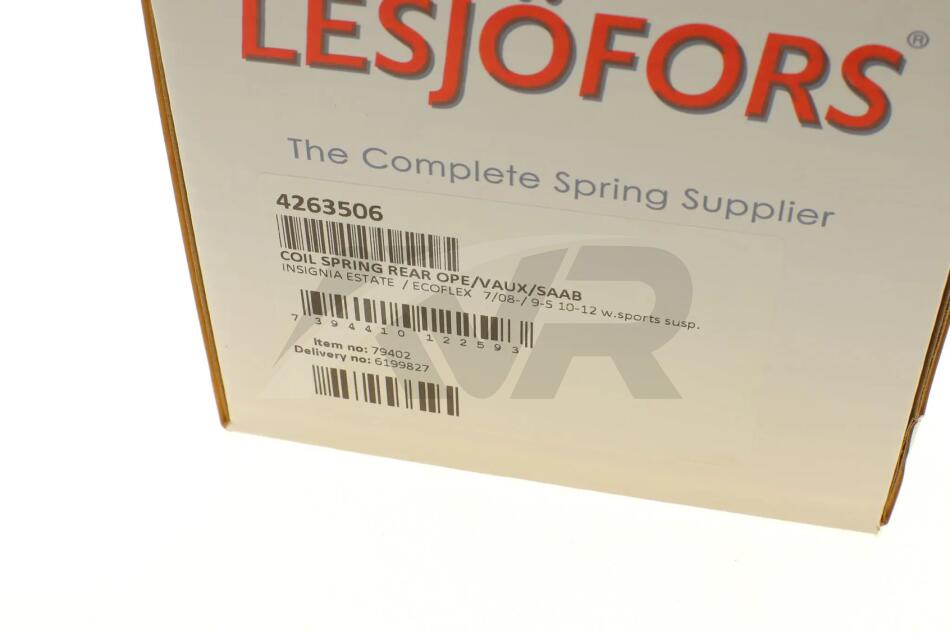 LESJÖFORS®
The Complete Spring Supplier
4263506
COIL SPRING REAR OPE/VAUX/SAAB
INSIGNIA ESTATE / ECOFLEX 7/08-/ 9-5 10-12 w.sports susp.
7 394410 122593
Item no: 79402
Delivery no: 6199827
AVR